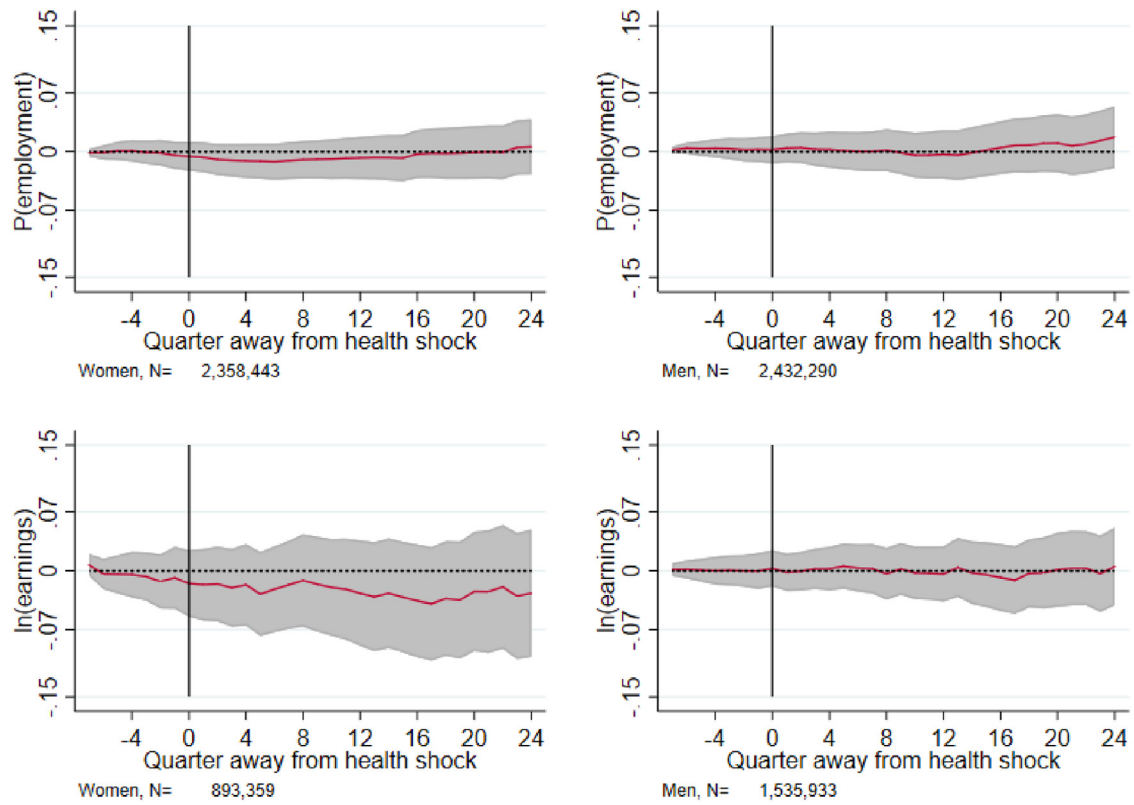 P(employment)
.15
.07
0
-.07
-.15
-4 0 4 8 12 16 20 24
Quarter away from health shock
Women, N= 2,358,443
P(employment)
.15
.07
0
-.07
-.15
-4 0 4 8 12 16 20 24
Quarter away from health shock
Men, N= 2,432,290
ln(earnings)
.15
.07
0
-.07
-.15
-4 0 4 8 12 16 20 24
Quarter away from health shock
Women, N= 893,359
ln(earnings)
.15
.07
0
-.07
-.15
-4 0 4 8 12 16 20 24
Quarter away from health shock
Men, N= 1,535,933